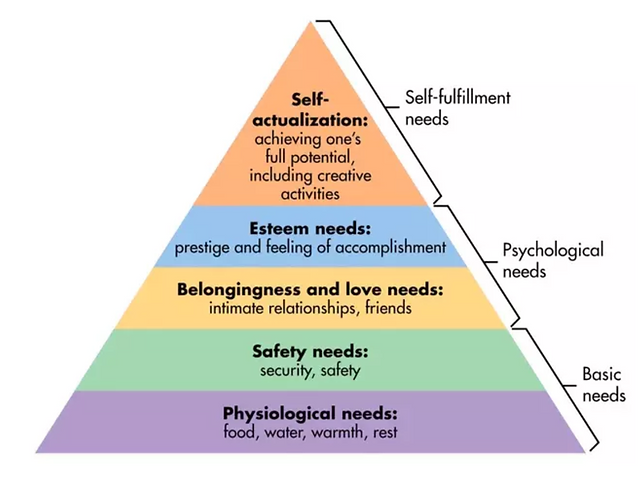 Self-
actualization:
achieving one's
full potential,
including creative
activities
Self-fulfillment
needs
Esteem needs:
prestige and feeling of accomplishment
Psychological
needs
Belongingness and love needs:
intimate relationships, friends
Safety needs:
security, safety
Basic
needs
Physiological needs:
food, water, warmth, rest